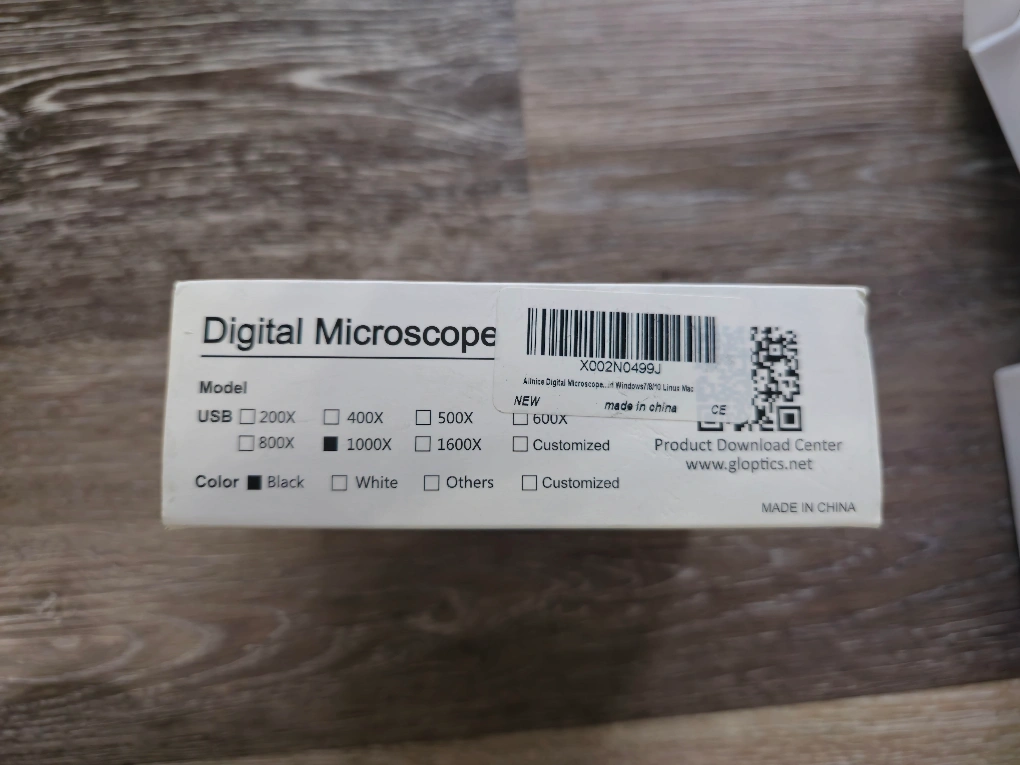 Digital Microscope
X002N0499J
Ailnice Digital Microscope...in Windows7/8/10 Linux Mac
NEW made in china CE
Model
USB 200X 400X 500X 600X
800X 1000X 1600X Customized
Product Download Center
www.gloptics.net
Color Black White Others Customized
MADE IN CHINA